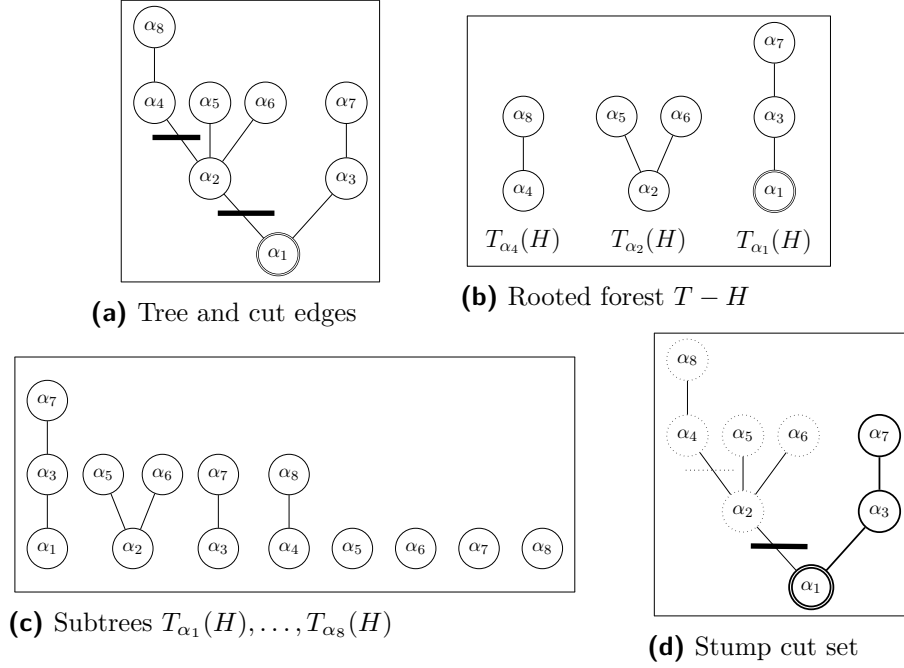 α8
α4 α5 α6 α7
α2 α3
α1
(a) Tree and cut edges
α7
α8 α5 α6 α3
α4 α2 α1
Tα4(H) Tα2(H) Tα1(H)
(b) Rooted forest T − H
α7
α3 α5 α6 α7 α8
α1 α2 α3 α4 α5 α6 α7 α8
(c) Subtrees Tα1(H), . . . , Tα8(H)
α8
α4 α5 α6 α7
α2 α3
α1
(d) Stump cut set